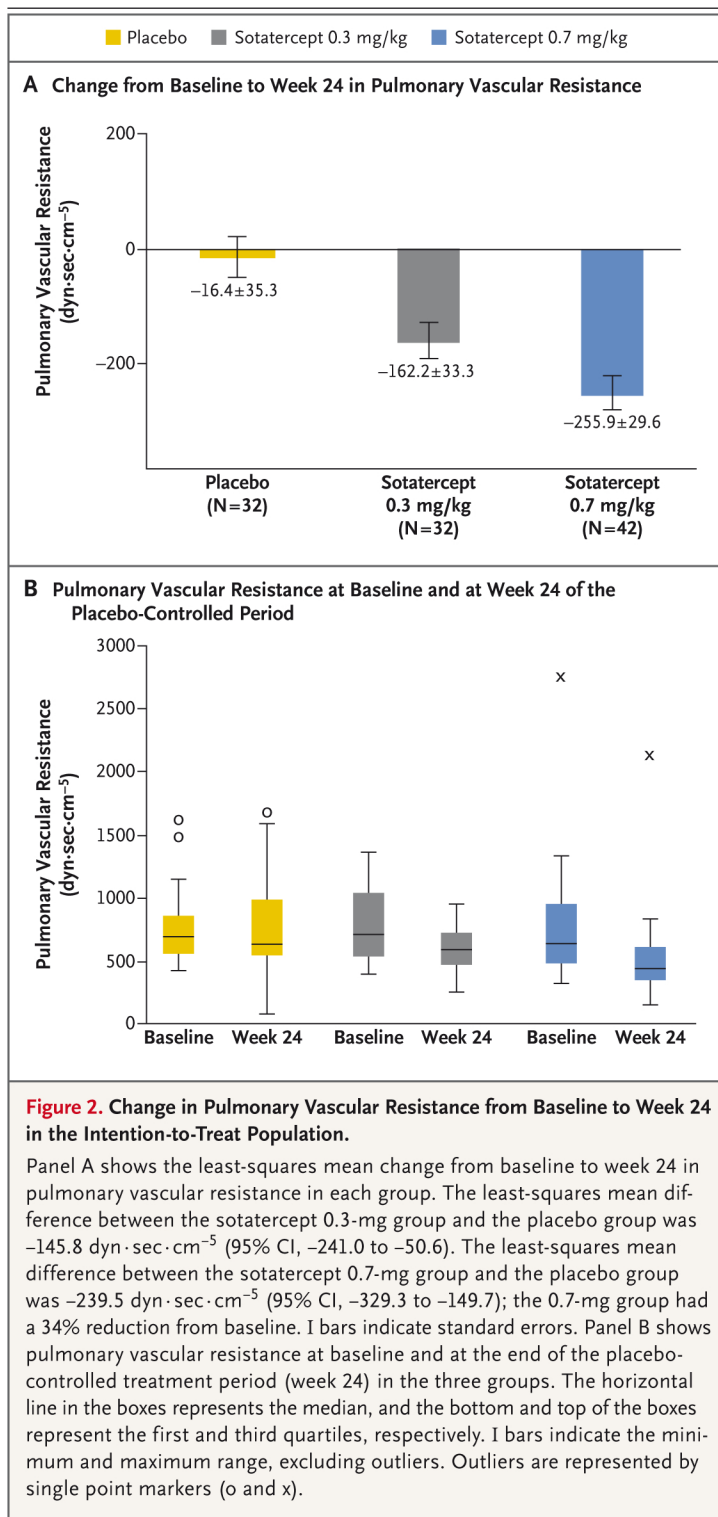 Placebo Sotatercept 0.3 mg/kg Sotatercept 0.7 mg/kg
A Change from Baseline to Week 24 in Pulmonary Vascular Resistance
Pulmonary Vascular Resistance
(dyn·sec·cm⁻⁵)
200
0
−200
−16.4±35.3
−162.2±33.3
−255.9±29.6
Placebo
(N=32)
Sotatercept
0.3 mg/kg
(N=32)
Sotatercept
0.7 mg/kg
(N=42)
B Pulmonary Vascular Resistance at Baseline and at Week 24 of the
Placebo-Controlled Period
Pulmonary Vascular Resistance
(dyn·sec·cm⁻⁵)
3000
2500
2000
1500
1000
500
0
Baseline Week 24 Baseline Week 24 Baseline Week 24
Figure 2. Change in Pulmonary Vascular Resistance from Baseline to Week 24
in the Intention-to-Treat Population.
Panel A shows the least-squares mean change from baseline to week 24 in
pulmonary vascular resistance in each group. The least-squares mean dif-
ference between the sotatercept 0.3-mg group and the placebo group was
−145.8 dyn·sec·cm⁻⁵ (95% CI, −241.0 to −50.6). The least-squares mean
difference between the sotatercept 0.7-mg group and the placebo group
was −239.5 dyn·sec·cm⁻⁵ (95% CI, −329.3 to −149.7); the 0.7-mg group had
a 34% reduction from baseline. I bars indicate standard errors. Panel B shows
pulmonary vascular resistance at baseline and at the end of the placebo-
controlled treatment period (week 24) in the three groups. The horizontal
line in the boxes represents the median, and the bottom and top of the boxes
represent the first and third quartiles, respectively. I bars indicate the mini-
mum and maximum range, excluding outliers. Outliers are represented by
single point markers (o and x).